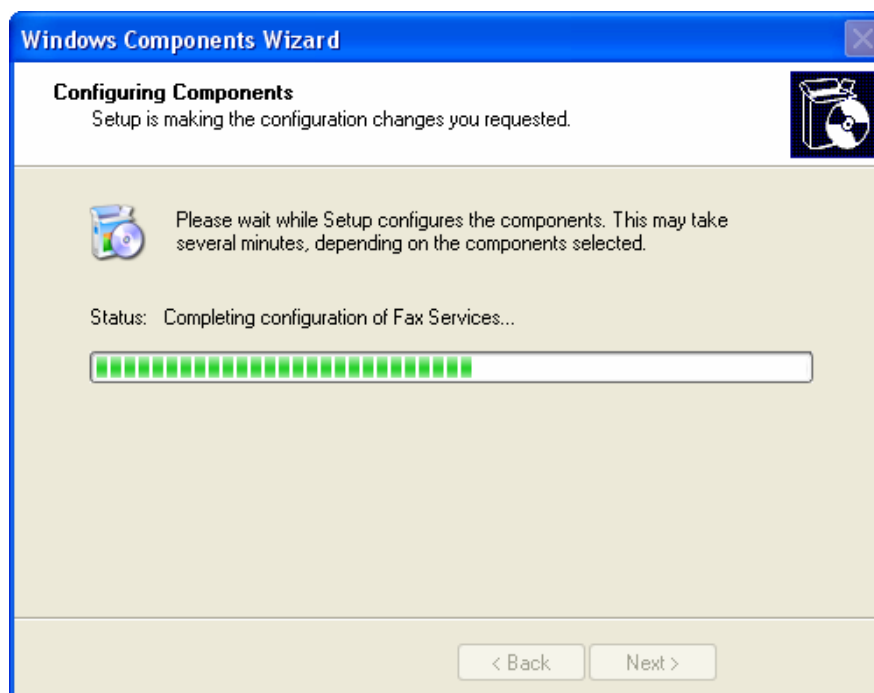 Windows Components Wizard
Configuring Components
Setup is making the configuration changes you requested.
Please wait while Setup configures the components. This may take
several minutes, depending on the components selected.
Status: Completing configuration of Fax Services...
< Back Next >